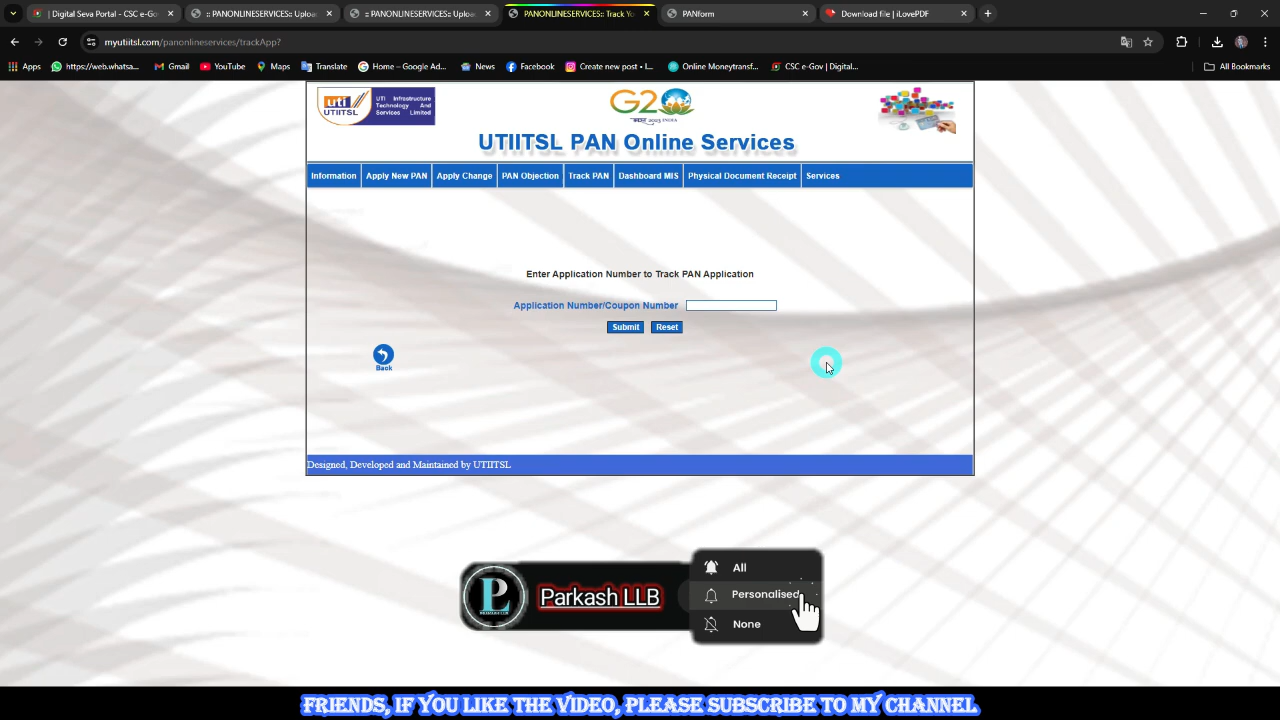 | Digital Seva Portal - CSC e-Go
:: PANONLINESERVICES:: Uploa
:: PANONLINESERVICES:: Uploa
PANONLINESERVICES:: Track Yo
PANform
Download file | iLovePDF
myutiitsl.com/panonlineservices/trackApp?
Apps
https://web.whatsa...
Gmail
YouTube
Maps
Translate
Home – Google Ad...
News
Facebook
Create new post • I...
Online Moneytransf...
CSC e-Gov | Digital...
All Bookmarks
uti
UTIITSL
UTI Infrastructure
Technology And
Services Limited
G2
UTIITSL PAN Online Services
Information
Apply New PAN
Apply Change
PAN Objection
Track PAN
Dashboard MIS
Physical Document Receipt
Services
Enter Application Number to Track PAN Application
Application Number/Coupon Number
Submit
Reset
Back
Designed, Developed and Maintained by UTIITSL
Parkash LLB
All
Personalised
None
FRIENDS, IF YOU LIKE THE VIDEO, PLEASE SUBSCRIBE TO MY CHANNEL